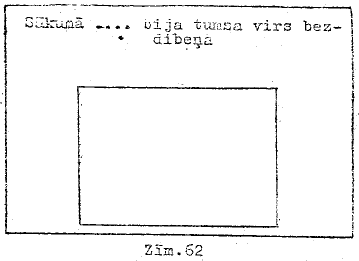 Sākumā .... bija tumsa virs bez-
dibeņa
Zīm.62